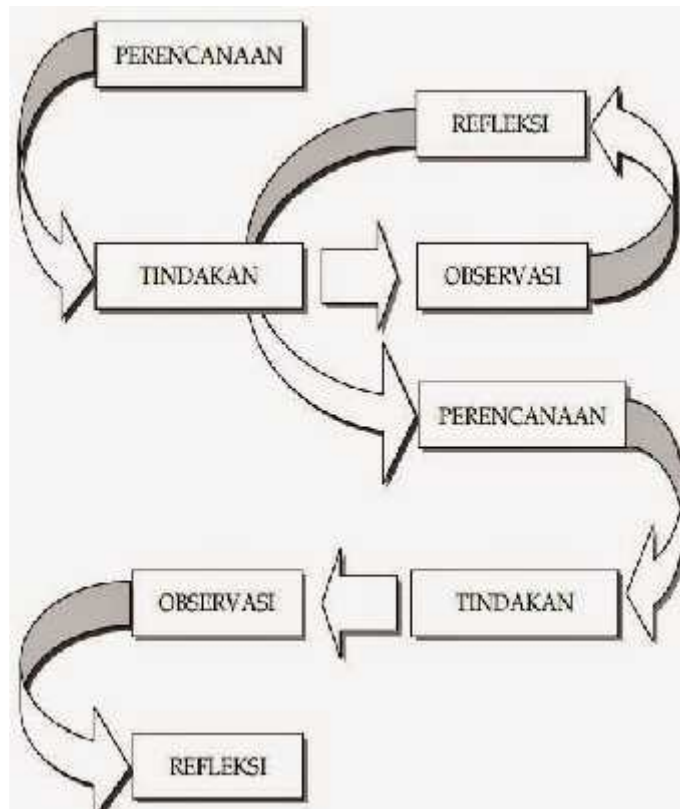 PERENCANAAN
REFLEKSI
TINDAKAN
OBSERVASI
PERENCANAAN
OBSERVASI
TINDAKAN
REFLEKSI